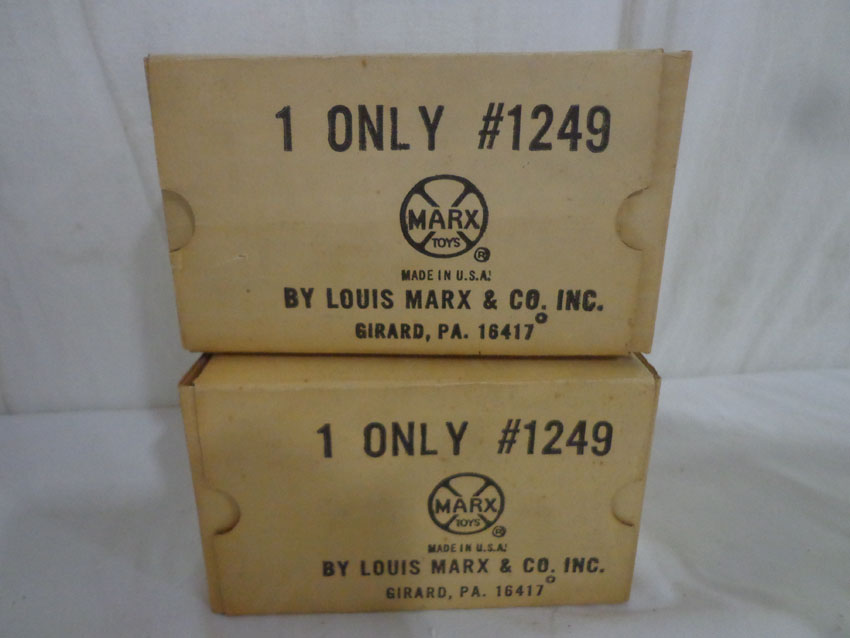 1 ONLY #1249
MARX
TOYS
®
MADE IN U.S.A.
BY LOUIS MARX & CO. INC.
GIRARD, PA. 16417
1 ONLY #1249
MARX
TOYS
®
MADE IN U.S.A.
BY LOUIS MARX & CO. INC.
GIRARD, PA. 16417